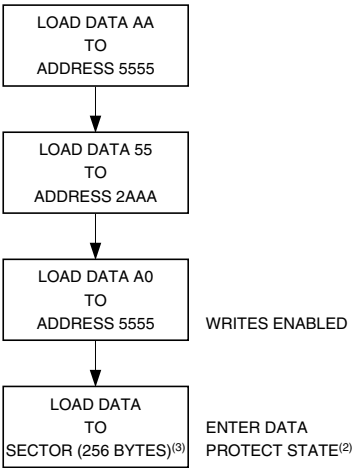 LOAD DATA AA
TO
ADDRESS 5555
LOAD DATA 55
TO
ADDRESS 2AAA
LOAD DATA A0
TO
ADDRESS 5555
WRITES ENABLED
LOAD DATA
TO
SECTOR (256 BYTES)(3)
ENTER DATA
PROTECT STATE(2)